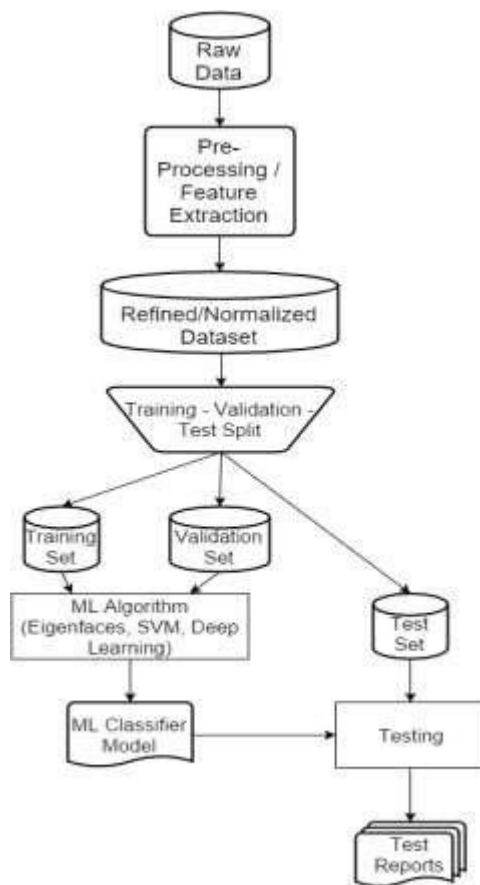 Raw
Data
Pre-
Processing /
Feature
Extraction
Refined/Normalized
Dataset
Training - Validation -
Test Split
Training
Set
Validation
Set
ML Algorithm
(Eigenfaces, SVM, Deep
Learning)
Test
Set
ML Classifier
Model
Testing
Test
Reports